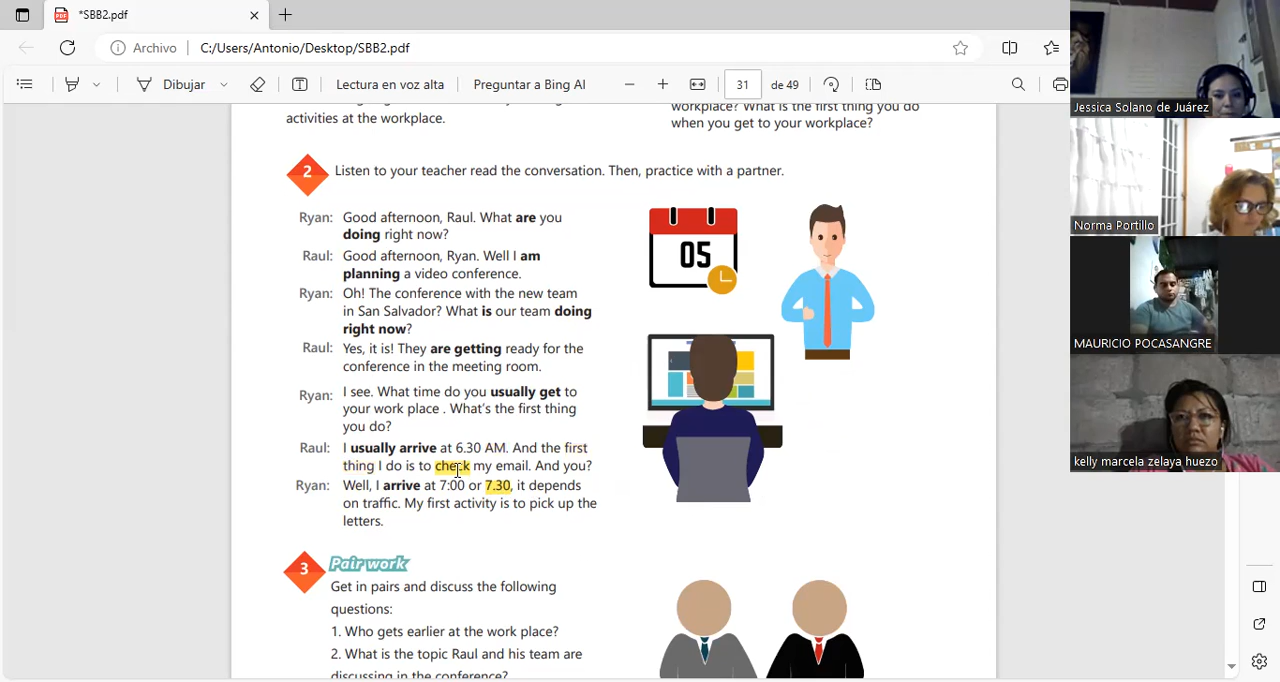 *SBB2.pdf
Archivo
C:/Users/Antonio/Desktop/SBB2.pdf
Dibujar
Lectura en voz alta
Preguntar a Bing AI
31
de 49
activities at the workplace.
workplace? What is the first thing you do
when you get to your workplace?
2
Listen to your teacher read the conversation. Then, practice with a partner.
Ryan: Good afternoon, Raul. What are you
doing right now?
Raul: Good afternoon, Ryan. Well I am
planning a video conference.
Ryan: Oh! The conference with the new team
in San Salvador? What is our team doing
right now?
Raul: Yes, it is! They are getting ready for the
conference in the meeting room.
Ryan: I see. What time do you usually get to
your work place . What's the first thing
you do?
Raul: I usually arrive at 6.30 AM. And the first
thing I do is to check my email. And you?
Ryan: Well, I arrive at 7:00 or 7.30, it depends
on traffic. My first activity is to pick up the
letters.
05
3
Pair work
Get in pairs and discuss the following
questions:
1. Who gets earlier at the work place?
2. What is the topic Raul and his team are
discussing in the conference?
Jessica Solano de Juárez
Norma Portillo
MAURICIO POCASANGRE
kelly marcela zelaya huezo